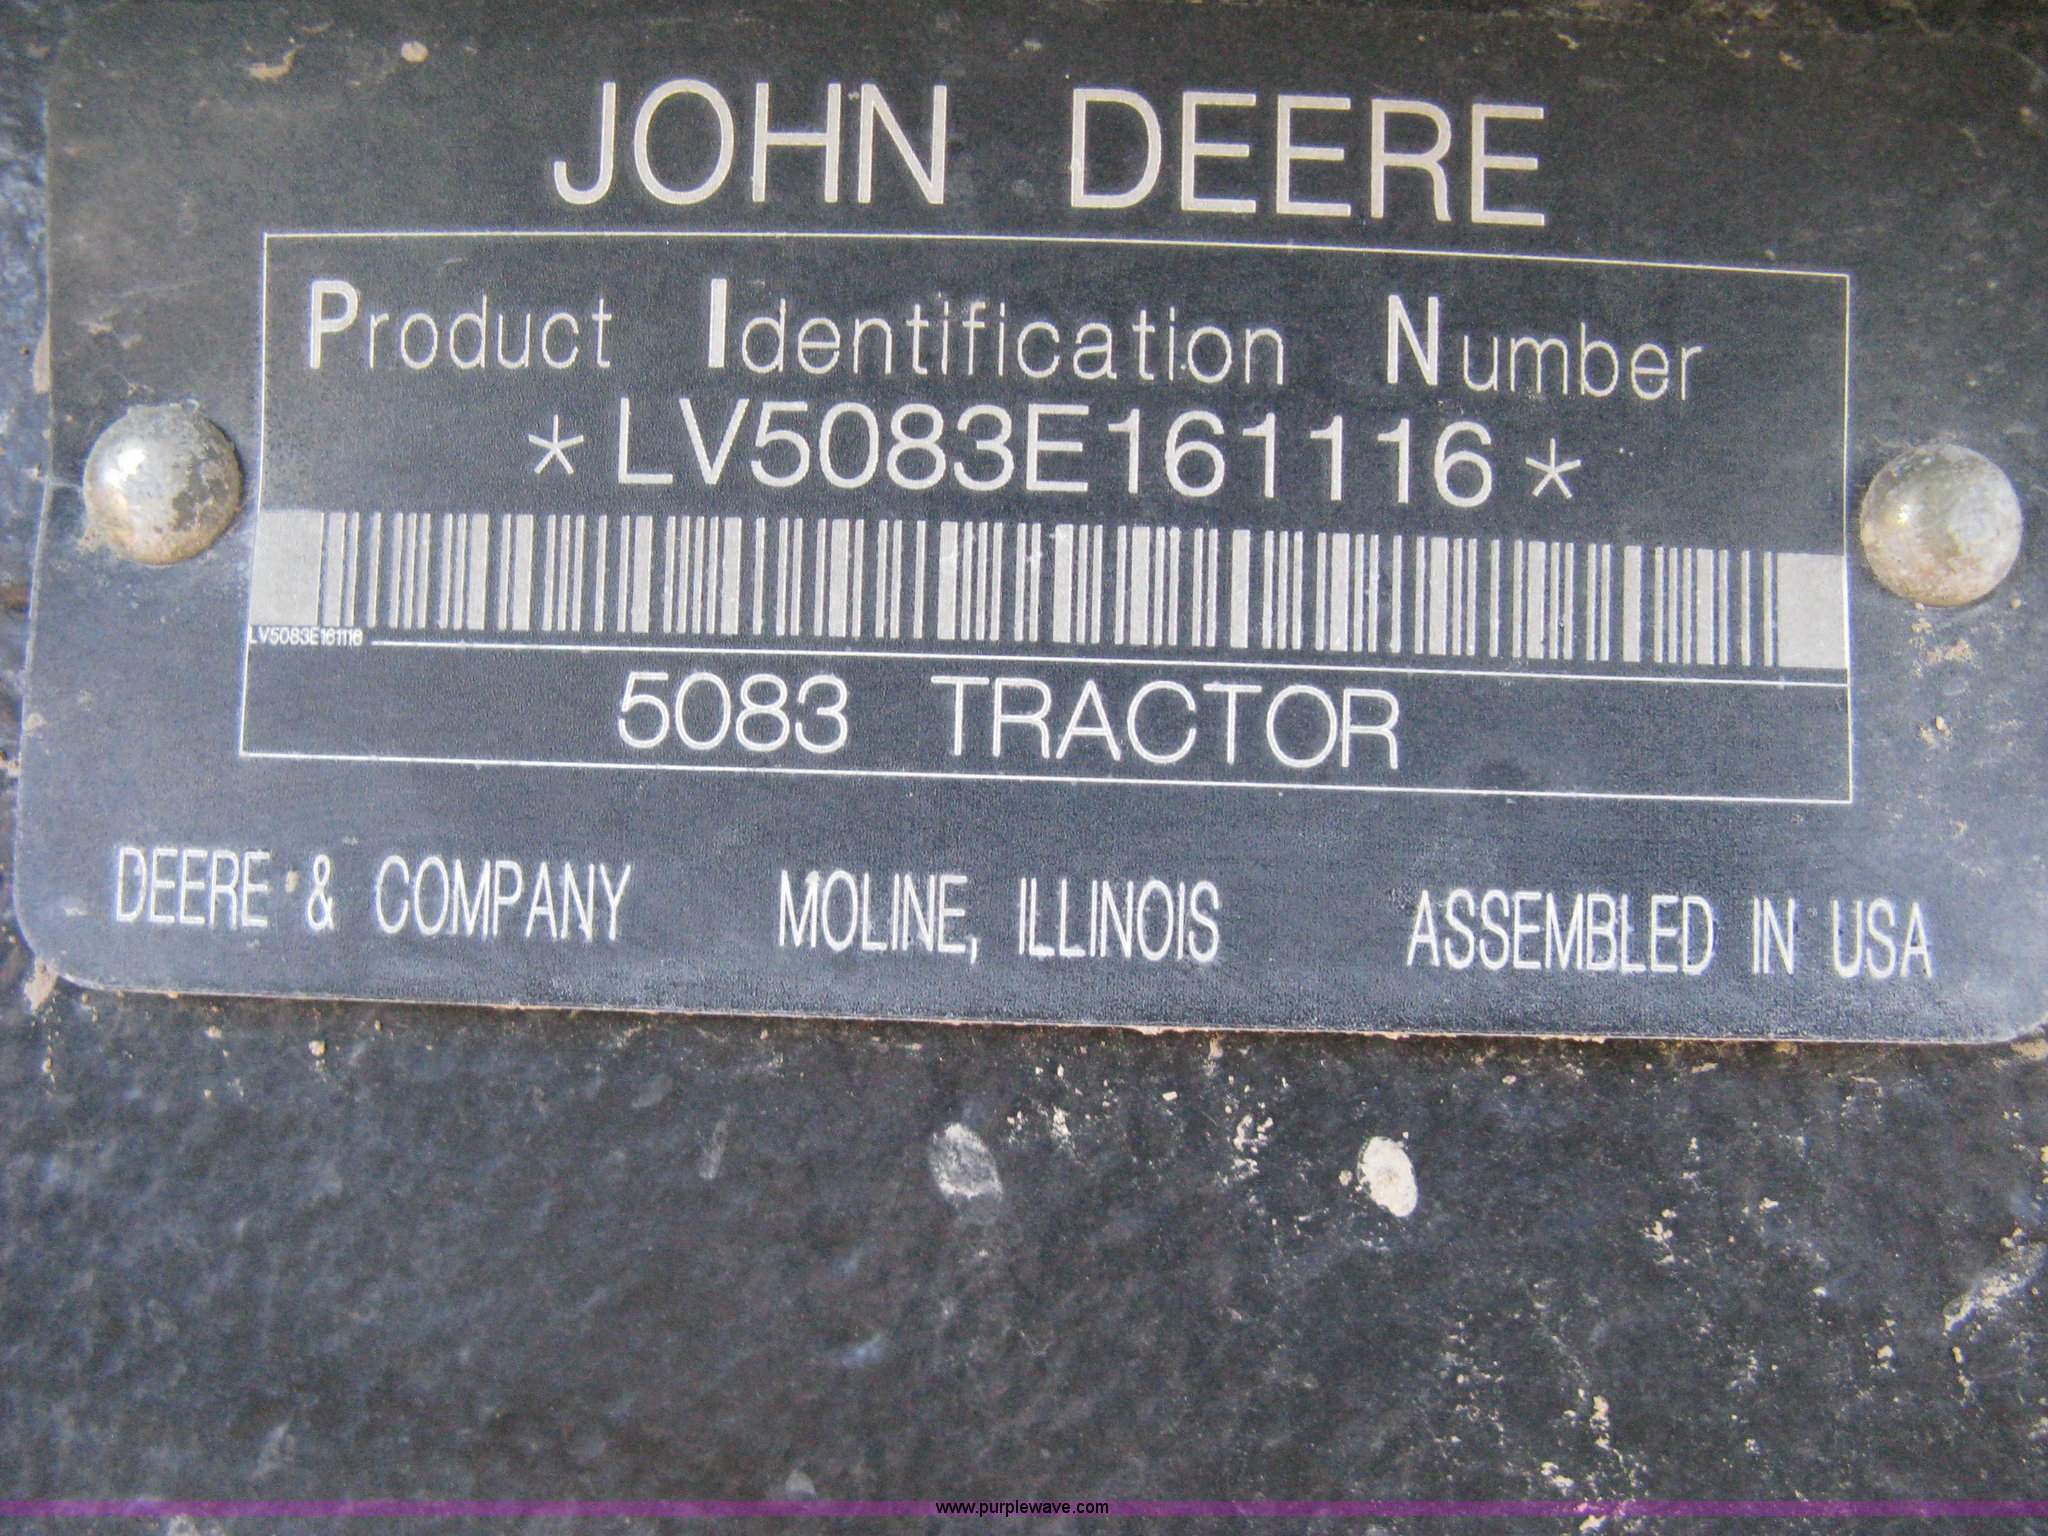 JOHN DEERE
Product Identification Number
*LV5083E161116*
LV5083E161116
5083 TRACTOR
DEERE & COMPANY MOLINE, ILLINOIS ASSEMBLED IN USA
www.purplewave.com